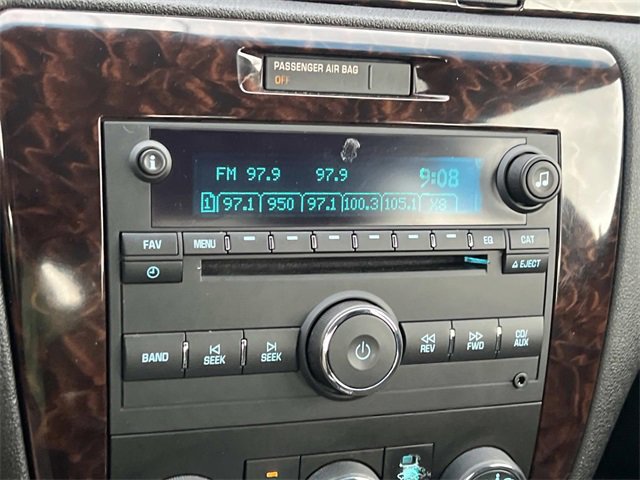 PASSENGER AIR BAG
OFF
i
FM 97.9 97.9 9:08
1 97.1 950 97.1 100.3 105.1
FAV MENU EQ CAT
EJECT
BAND SEEK SEEK REV FWD CD/
AUX